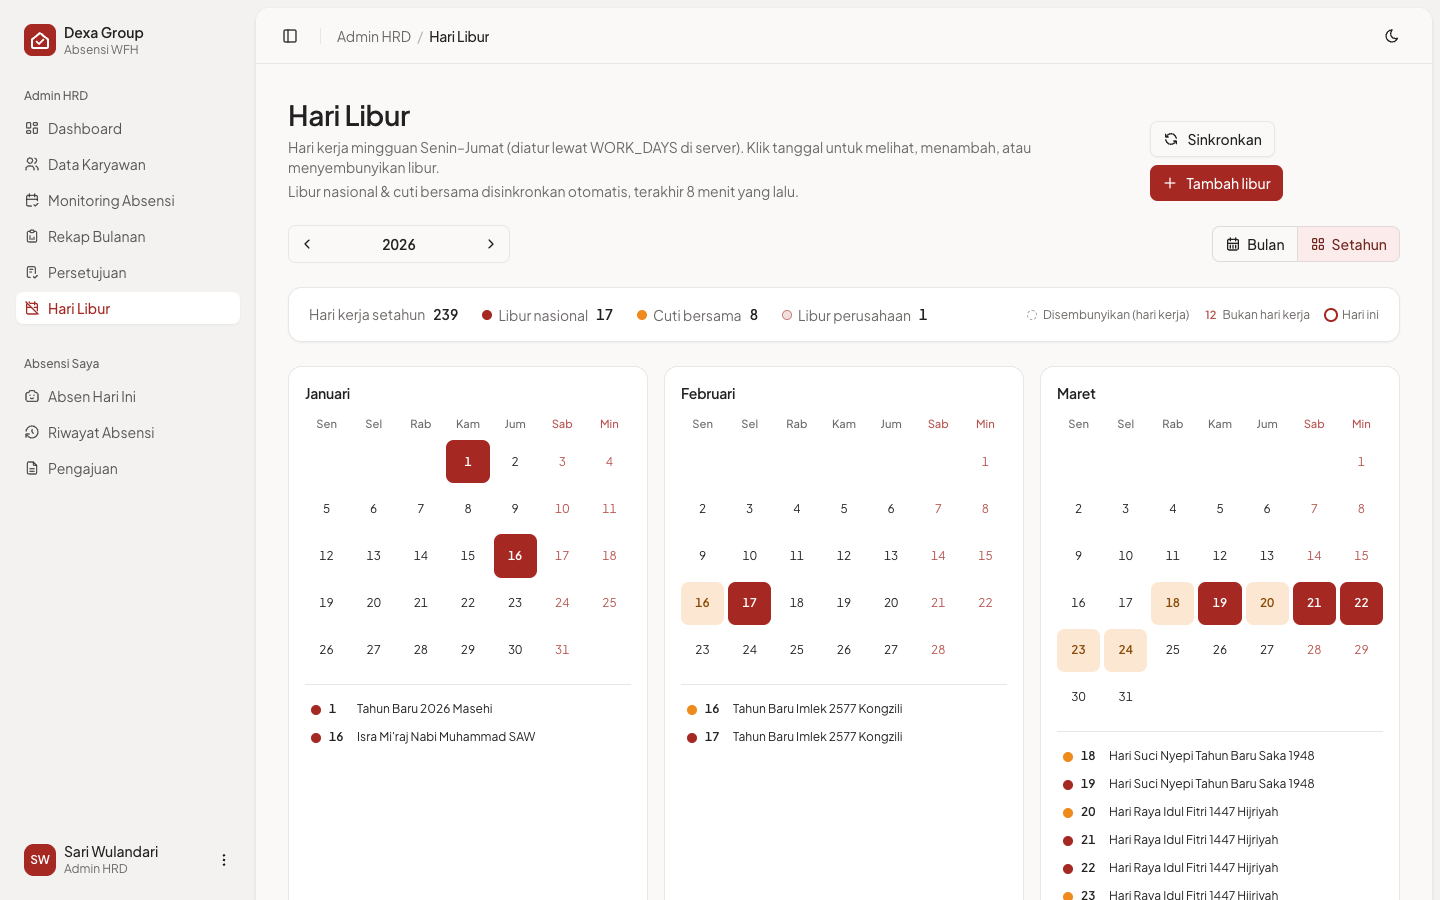 Dexa Group
Absensi WFH
Admin HRD
Dashboard
Data Karyawan
Monitoring Absensi
Rekap Bulanan
Persetujuan
Hari Libur
Absensi Saya
Absen Hari Ini
Riwayat Absensi
Pengajuan
SW
Sari Wulandari
Admin HRD
Admin HRD / Hari Libur
Hari Libur
Hari kerja mingguan Senin–Jumat (diatur lewat WORK_DAYS di server). Klik tanggal untuk melihat, menambah, atau
menyembunyikan libur.
Libur nasional & cuti bersama disinkronkan otomatis, terakhir 8 menit yang lalu.
Sinkronkan
Tambah libur
2026
Bulan
Setahun
Hari kerja setahun 239 Libur nasional 17 Cuti bersama 8 Libur perusahaan 1 Disembunyikan (hari kerja) 12 Bukan hari kerja Hari ini
Januari
Sen Sel Rab Kam Jum Sab Min
1 2 3 4
5 6 7 8 9 10 11
12 13 14 15 16 17 18
19 20 21 22 23 24 25
26 27 28 29 30 31
1 Tahun Baru 2026 Masehi
16 Isra Mi'raj Nabi Muhammad SAW
Februari
Sen Sel Rab Kam Jum Sab Min
1
2 3 4 5 6 7 8
9 10 11 12 13 14 15
16 17 18 19 20 21 22
23 24 25 26 27 28
16 Tahun Baru Imlek 2577 Kongzili
17 Tahun Baru Imlek 2577 Kongzili
Maret
Sen Sel Rab Kam Jum Sab Min
1
2 3 4 5 6 7 8
9 10 11 12 13 14 15
16 17 18 19 20 21 22
23 24 25 26 27 28 29
30 31
18 Hari Suci Nyepi Tahun Baru Saka 1948
19 Hari Suci Nyepi Tahun Baru Saka 1948
20 Hari Raya Idul Fitri 1447 Hijriyah
21 Hari Raya Idul Fitri 1447 Hijriyah
22 Hari Raya Idul Fitri 1447 Hijriyah
23 Hari Raya Idul Fitri 1447 Hijriyah